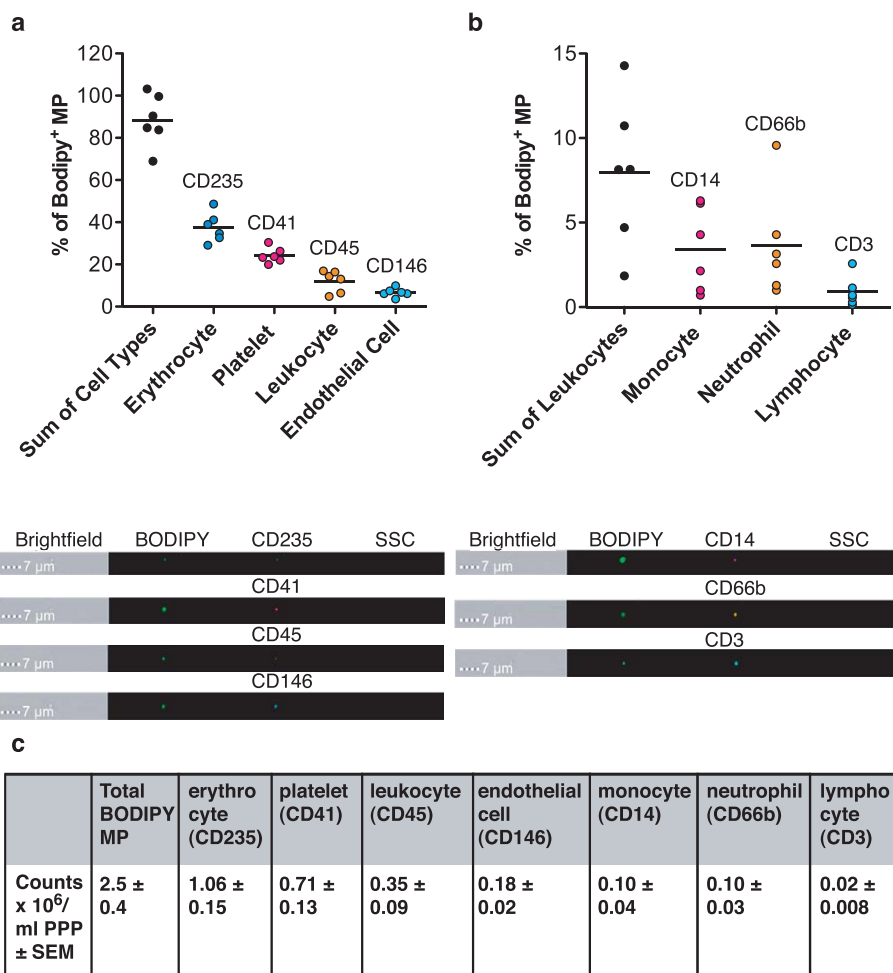 a
120
100
80
60
40
20
0
% of Bodipy+ MP
CD235
CD41
CD45
CD146
Sum of Cell Types
Erythrocyte
Platelet
Leukocyte
Endothelial Cell
b
15
10
5
0
% of Bodipy+ MP
CD14
CD66b
CD3
Sum of Leukocytes
Monocyte
Neutrophil
Lymphocyte
Brightfield BODIPY CD235 SSC
7 µm
CD41
7 µm
CD45
7 µm
CD146
7 µm
Brightfield BODIPY CD14 SSC
7 µm
CD66b
7 µm
CD3
7 µm
c
Total
BODIPY
MP
erythro
cyte
(CD235)
platelet
(CD41)
leukocyte
(CD45)
endothelial
cell
(CD146)
monocyte
(CD14)
neutrophil
(CD66b)
lympho
cyte
(CD3)
Counts
x 10⁶/
ml PPP
± SEM
2.5 ±
0.4
1.06 ±
0.15
0.71 ±
0.13
0.35 ±
0.09
0.18 ±
0.02
0.10 ±
0.04
0.10 ±
0.03
0.02 ±
0.008